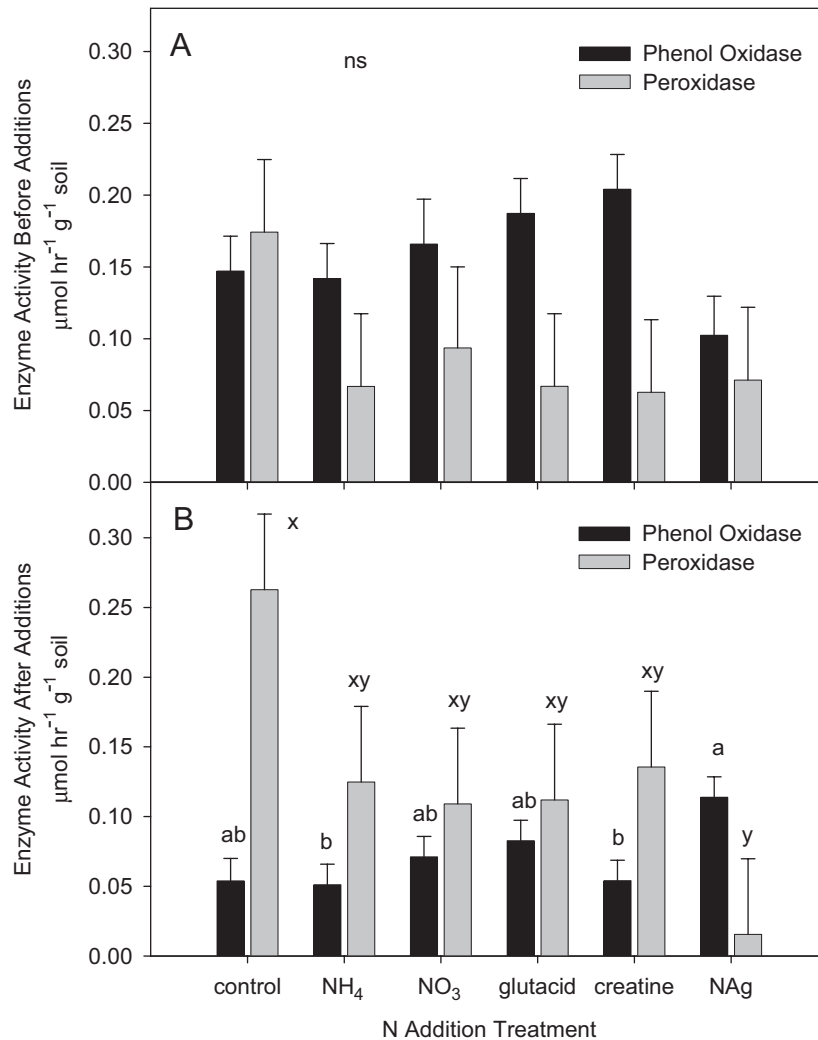 A
ns
Phenol Oxidase
Peroxidase
Enzyme Activity Before Additions
μmol hr⁻¹ g⁻¹ soil
0.30
0.25
0.20
0.15
0.10
0.05
0.00
B
x
Phenol Oxidase
Peroxidase
Enzyme Activity After Additions
μmol hr⁻¹ g⁻¹ soil
0.30
0.25
0.20
0.15
0.10
0.05
0.00
ab
b
xy
ab
xy
ab
xy
b
xy
a
y
control NH₄ NO₃ glutacid creatine NAg
N Addition Treatment